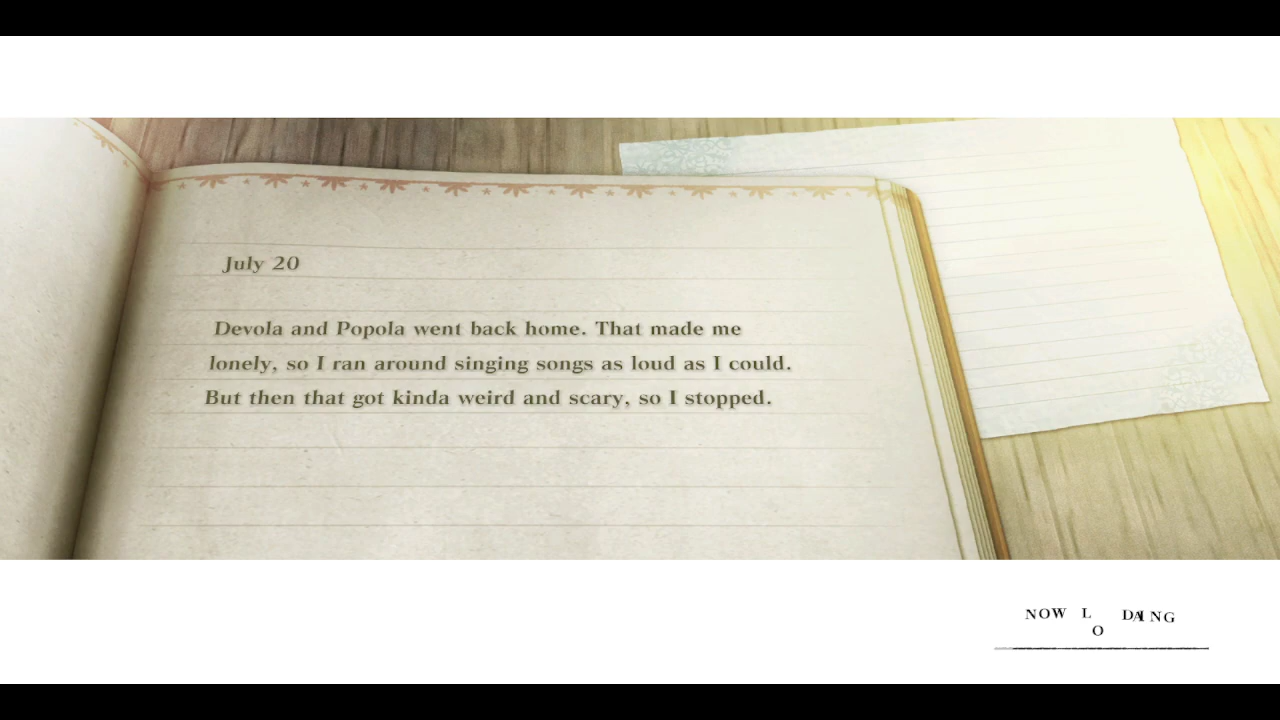 July 20
Devola and Popola went back home. That made me
lonely, so I ran around singing songs as loud as I could.
But then that got kinda weird and scary, so I stopped.
NOW LOADING